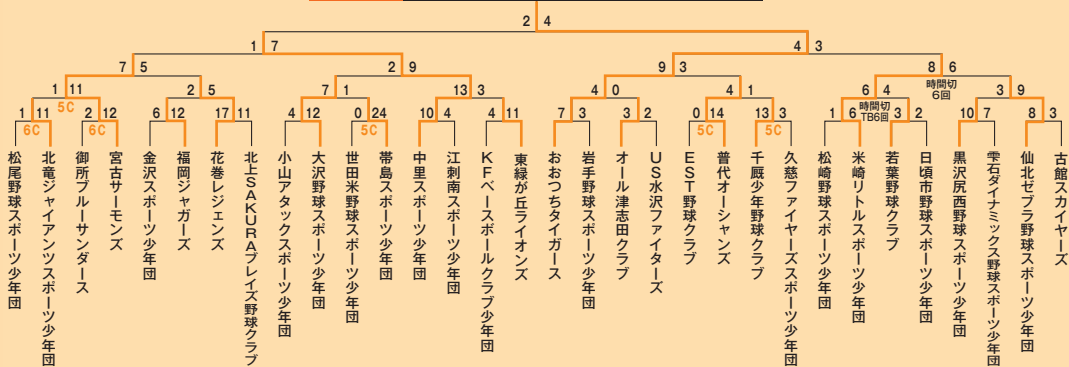 2 4
1 7
4 3
7 5
2 9
9 3
8 6
時間切
6回
1 11
5C
2 5
7 1
13 3
4 0
4 1
6 4
時間切
TB6回
3 9
1 11
6C
2 12
6C
6 12
17 11
4 12
0 24
5C
10 4
4 11
7 3
3 2
0 14
5C
13 3
5C
1 6
3 2
10 7
8 3
松尾野球スポーツ少年団
北竜ジャイアンツスポーツ少年団
御所ブルーサンダース
宮古サーモンズ
金沢スポーツ少年団
福岡ジャガーズ
花巻レジェンズ
北上SAKURAブレイズ野球クラブ
小山アタックスポーツ少年団
大沢野球スポーツ少年団
世田米野球スポーツ少年団
帯島スポーツ少年団
中里スポーツ少年団
江刺南スポーツ少年団
KFベースボールクラブ少年団
東緑が丘ライオンズ
おおつちタイガース
岩手野球スポーツ少年団
オール津志田クラブ
US水沢ファイターズ
EST野球クラブ
普代オーシャンズ
千厩少年野球クラブ
久慈ファイヤーズスポーツ少年団
松崎野球スポーツ少年団
米崎リトルスポーツ少年団
若葉野球クラブ
日頃市野球スポーツ少年団
黒沢尻西野球スポーツ少年団
雫石ダイナミックス野球スポーツ少年団
仙北ゼブラ野球スポーツ少年団
古館スカイヤーズ